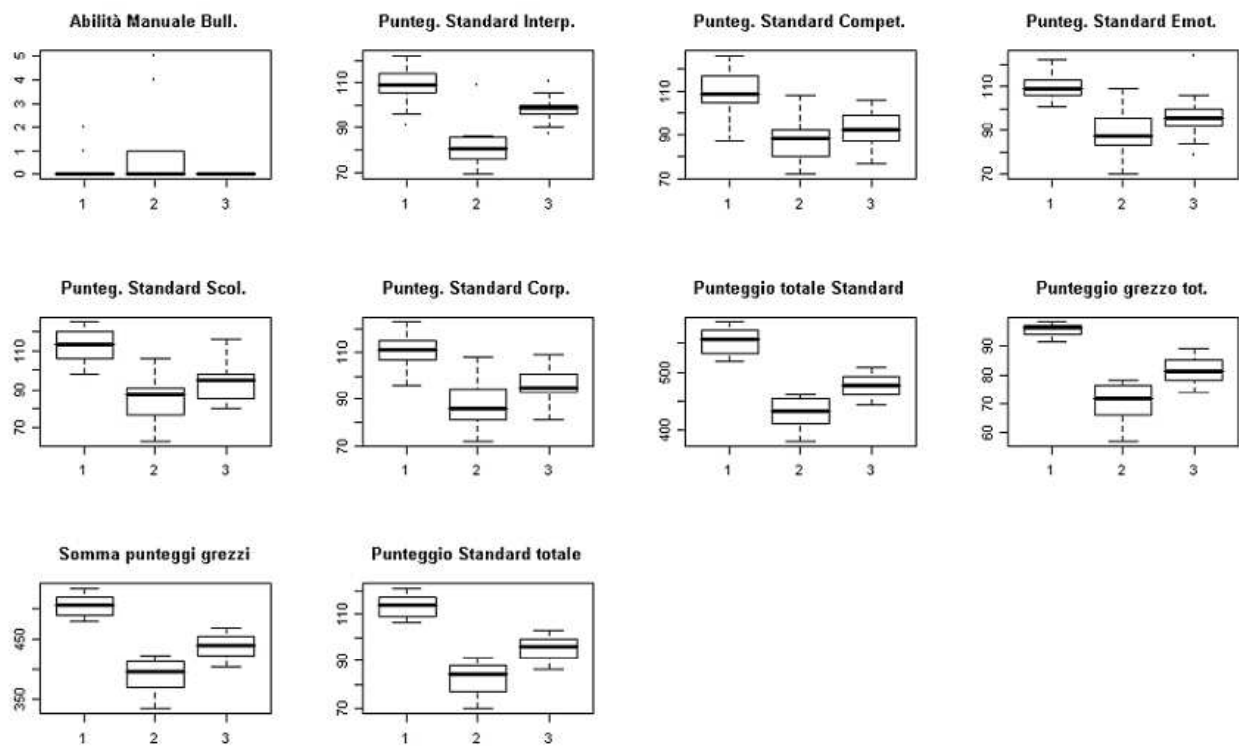 Abilità Manuale Bull.
Punteg. Standard Interp.
Punteg. Standard Compet.
Punteg. Standard Emot.
5
4
3
2
1
0
1 2 3
110
90
70
1 2 3
110
90
70
1 2 3
110
90
70
1 2 3
Punteg. Standard Scol.
Punteg. Standard Corp.
Punteggio totale Standard
Punteggio grezzo tot.
110
90
70
1 2 3
110
90
70
1 2 3
500
400
1 2 3
90
80
70
60
1 2 3
Somma punteggi grezzi
Punteggio Standard totale
450
350
1 2 3
110
90
70
1 2 3